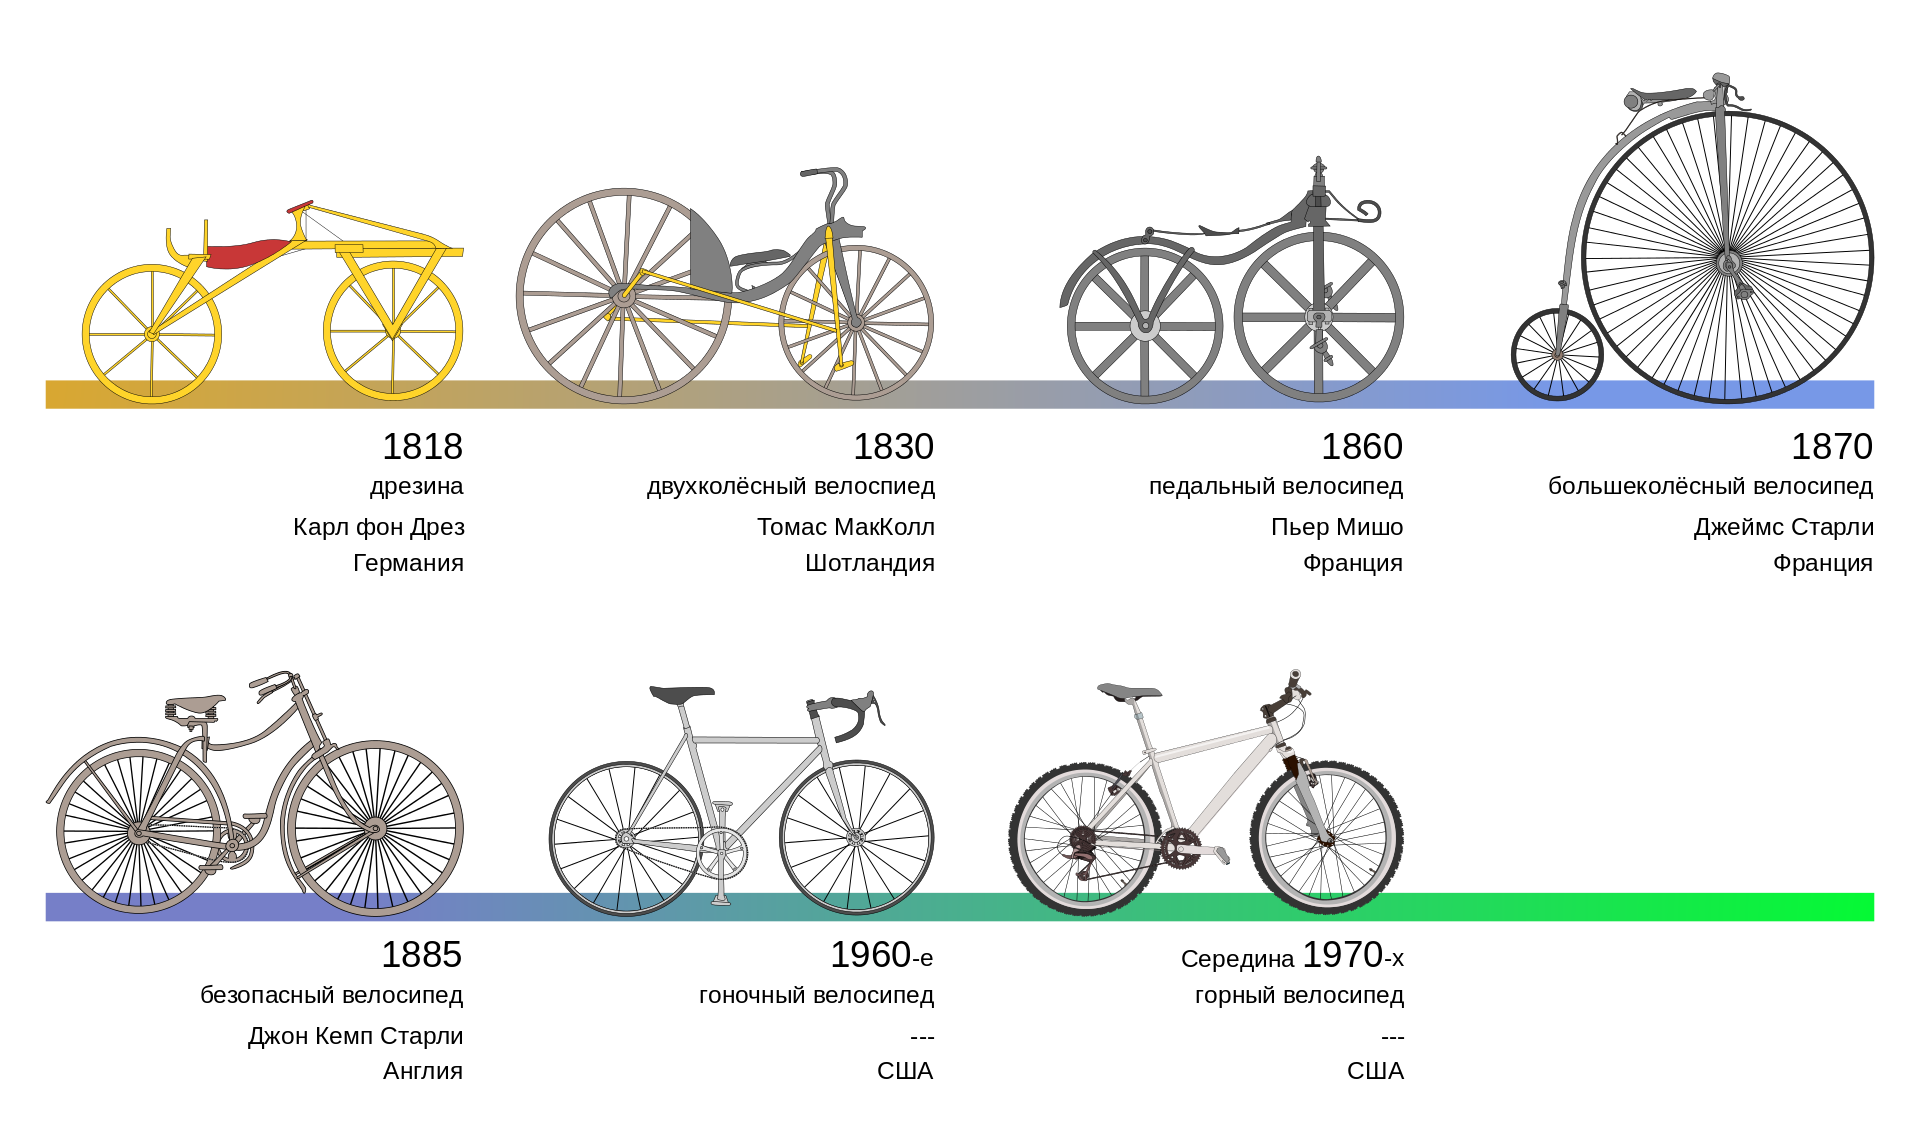 1818
дрезина
Карл фон Дрез
Германия
1830
двухколёсный велоспиед
Томас МакКолл
Шотландия
1860
педальный велосипед
Пьер Мишо
Франция
1870
большеколёсный велосипед
Джеймс Старли
Франция
1885
безопасный велосипед
Джон Кемп Старли
Англия
1960-е
гоночный велосипед
---
США
Середина 1970-х
горный велосипед
---
США